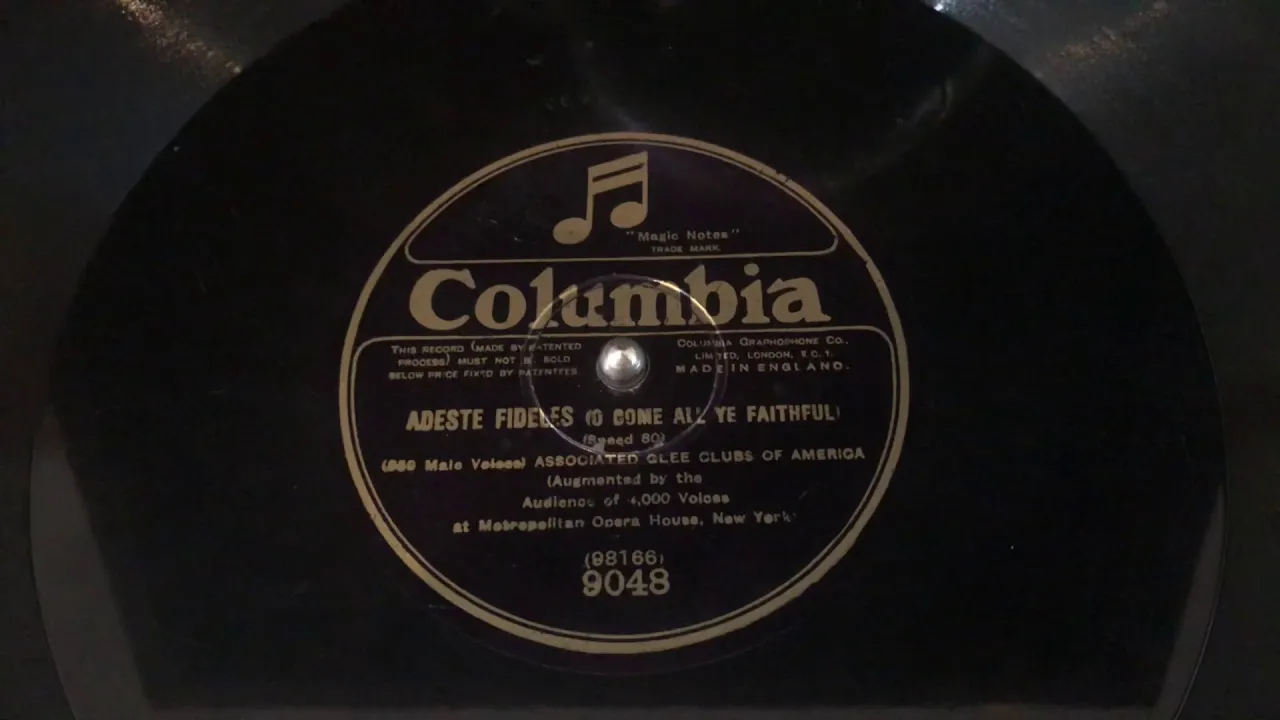 "Magic Notes"
TRADE MARK.
Columbia
THIS RECORD (MADE BY PATENTED
PROCESS) MUST NOT BE SOLD
BELOW PRICE FIXED BY PATENTEES.
COLUMBIA GRAPHOPHONE CO.,
LIMITED, LONDON, E.C.1.
MADE IN ENGLAND.
ADESTE FIDELES (O COME ALL YE FAITHFUL)
(Speed 80)
(850 Male Voices) ASSOCIATED GLEE CLUBS OF AMERICA
(Augmented by the
Audience of 4,000 Voices
at Metropolitan Opera House, New York)
(98166)
9048